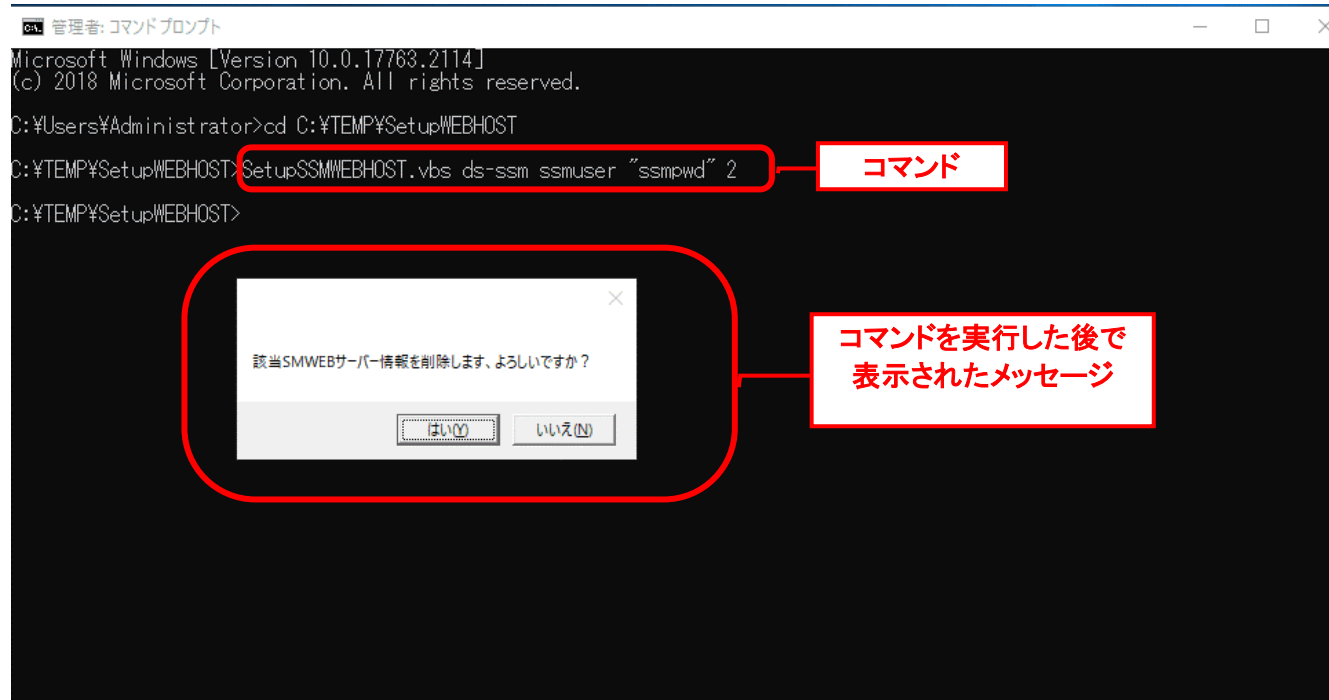 管理者: コマンド プロンプト
Microsoft Windows [Version 10.0.17763.2114]
(c) 2018 Microsoft Corporation. All rights reserved.
C:¥Users¥Administrator>cd C:¥TEMP¥SetupWEBHOST
C:¥TEMP¥SetupWEBHOST>SetupSSMWEBHOST.vbs ds-ssm ssmuser "ssmpwd" 2
コマンド
C:¥TEMP¥SetupWEBHOST>
該当SMWEBサーバー情報を削除します、よろしいですか？
はい(Y)
いいえ(N)
コマンドを実行した後で
表示されたメッセージ